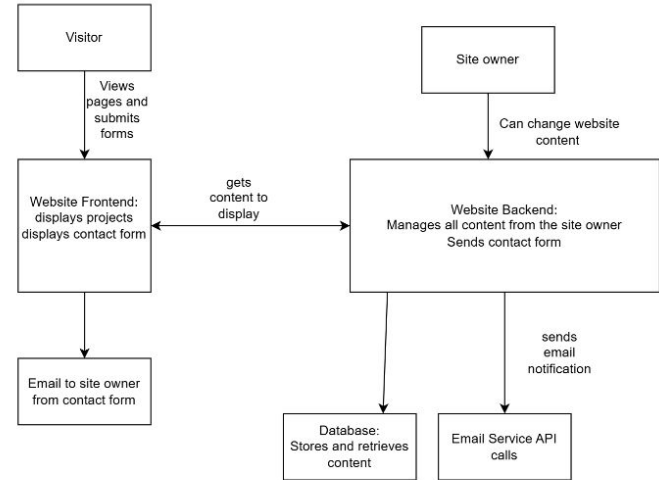 Visitor
Site owner
Views
pages and
submits
forms
Can change website
content
Website Frontend:
displays projects
displays contact form
gets
content to
display
Website Backend:
Manages all content from the site owner
Sends contact form
sends
email
notification
Email to site owner
from contact form
Database:
Stores and retrieves
content
Email Service API
calls